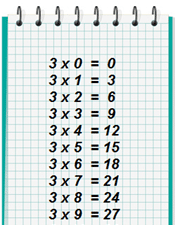 3 x 0 = 0
3 x 1 = 3
3 x 2 = 6
3 x 3 = 9
3 x 4 = 12
3 x 5 = 15
3 x 6 = 18
3 x 7 = 21
3 x 8 = 24
3 x 9 = 27